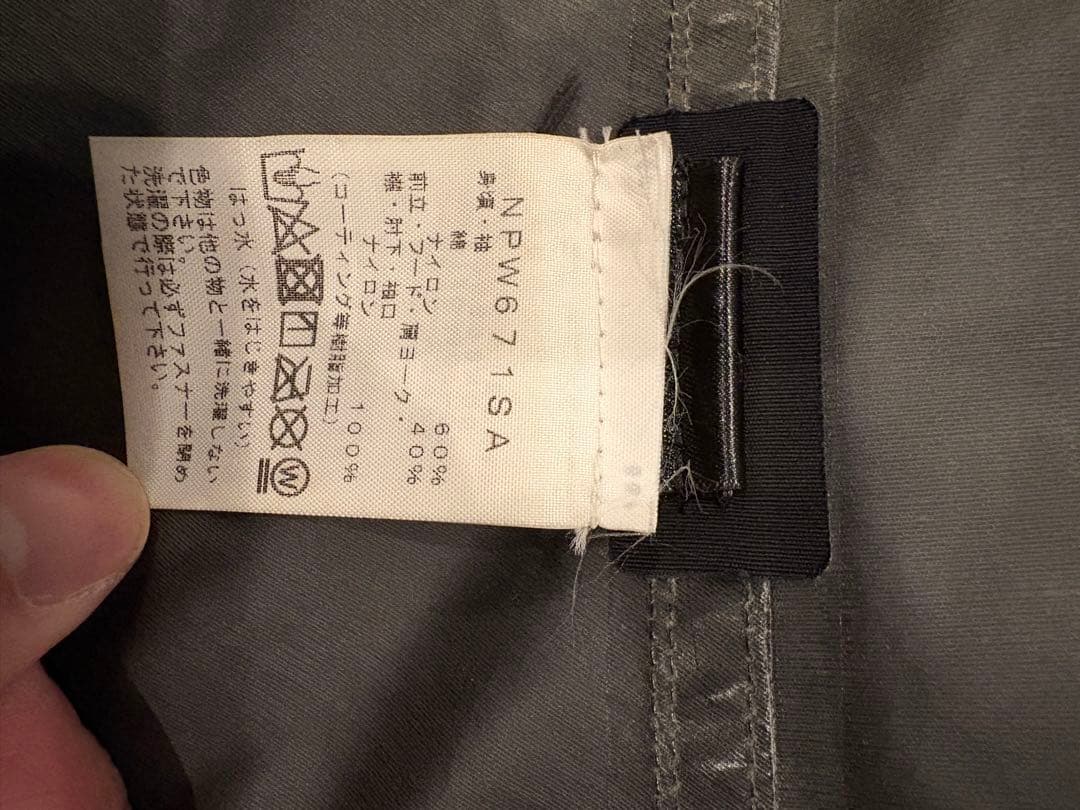 NPW671SA
身頃・袖
綿 60%
ナイロン 40%
前立・フード・肩ヨーク・
襟・肘下・裾口
ナイロン 100%
(コーティング等樹脂加工)
W
はっ水(水をはじきやすい)
色物は他の物と一緒に洗濯しない
で下さい。
洗濯の際は必ずファスナーを閉め
た状態で行って下さい。